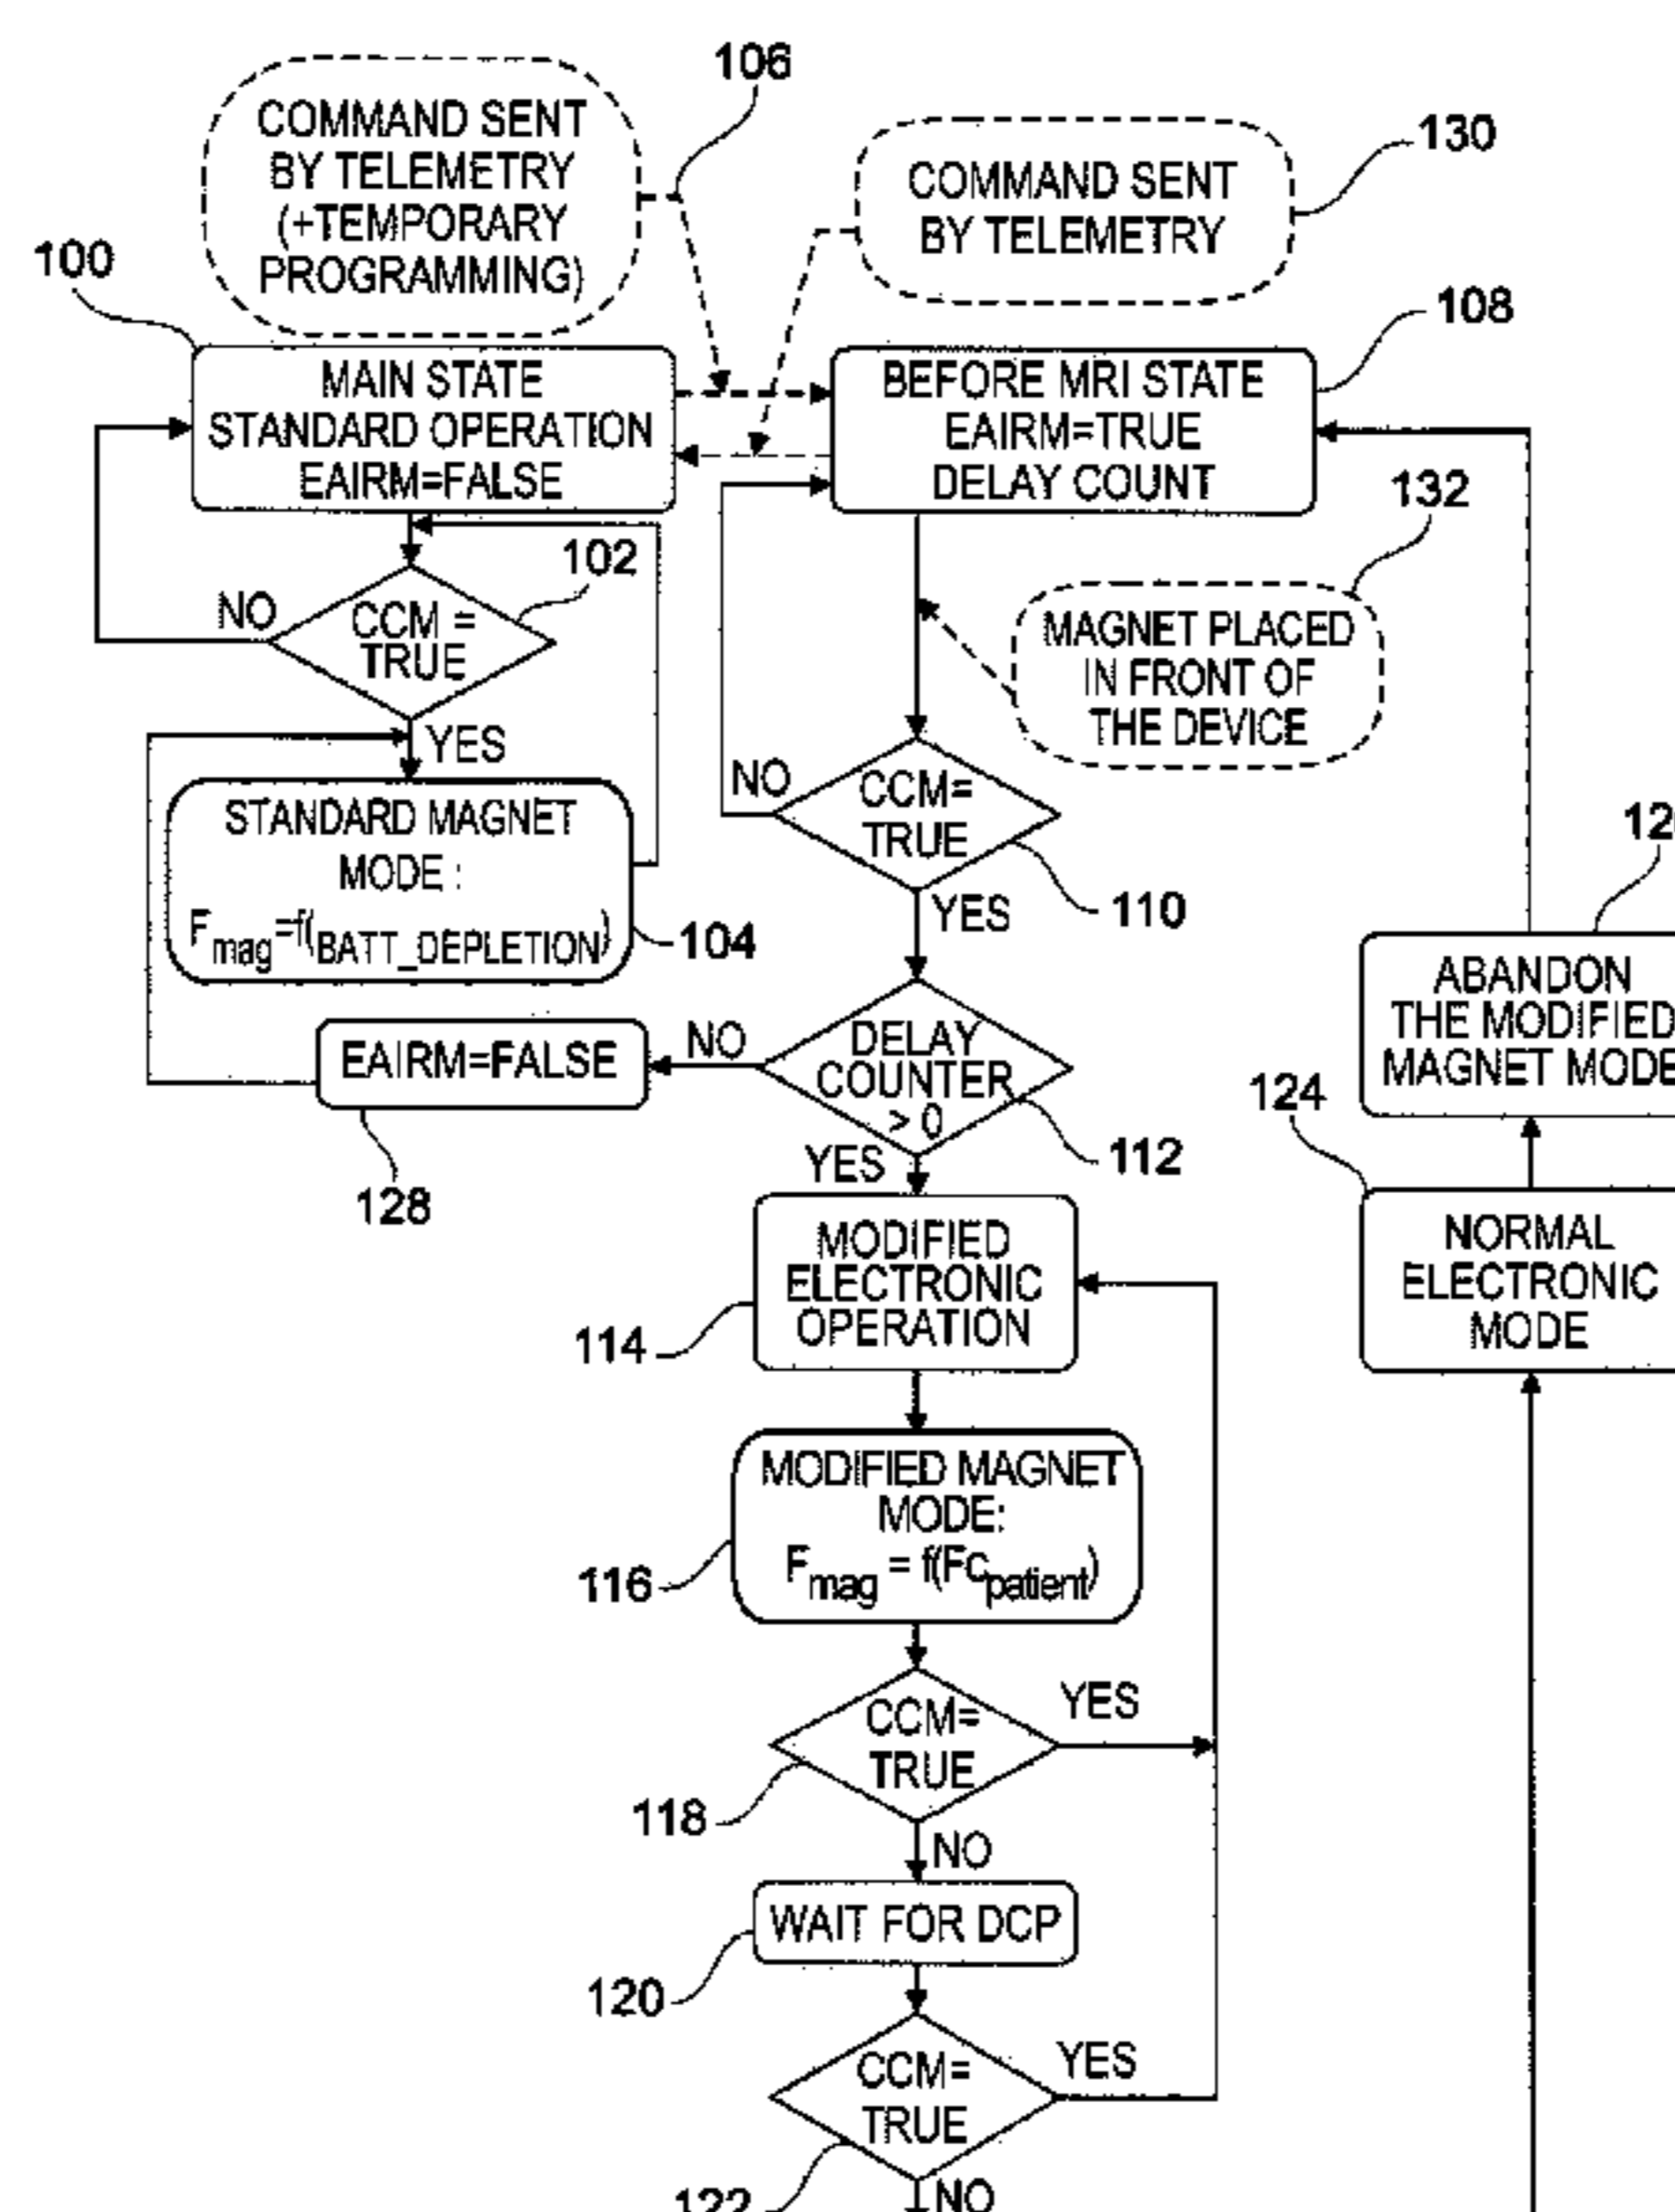 106
COMMAND SENT
BY TELEMETRY
(+TEMPORARY
PROGRAMMING)
130
COMMAND SENT
BY TELEMETRY
100
108
MAIN STATE
STANDARD OPERATION
EAIRM=FALSE
BEFORE MRI STATE
EAIRM=TRUE
DELAY COUNT
132
102
NO
CCM =
TRUE
MAGNET PLACED
IN FRONT OF
THE DEVICE
YES
NO
CCM=
TRUE
110
YES
STANDARD MAGNET
MODE :
Fmag=f(BATT_DEPLETION)
104
ABANDON
THE MODIFIED
MAGNET MODE
EAIRM=FALSE
NO
DELAY
COUNTER
> 0
112
YES
128
124
MODIFIED
ELECTRONIC
OPERATION
114
NORMAL
ELECTRONIC
MODE
MODIFIED MAGNET
MODE:
Fmag = f(FCpatient)
116
CCM=
TRUE
YES
118
NO
WAIT FOR DCP
120
CCM=
TRUE
YES
122
NO